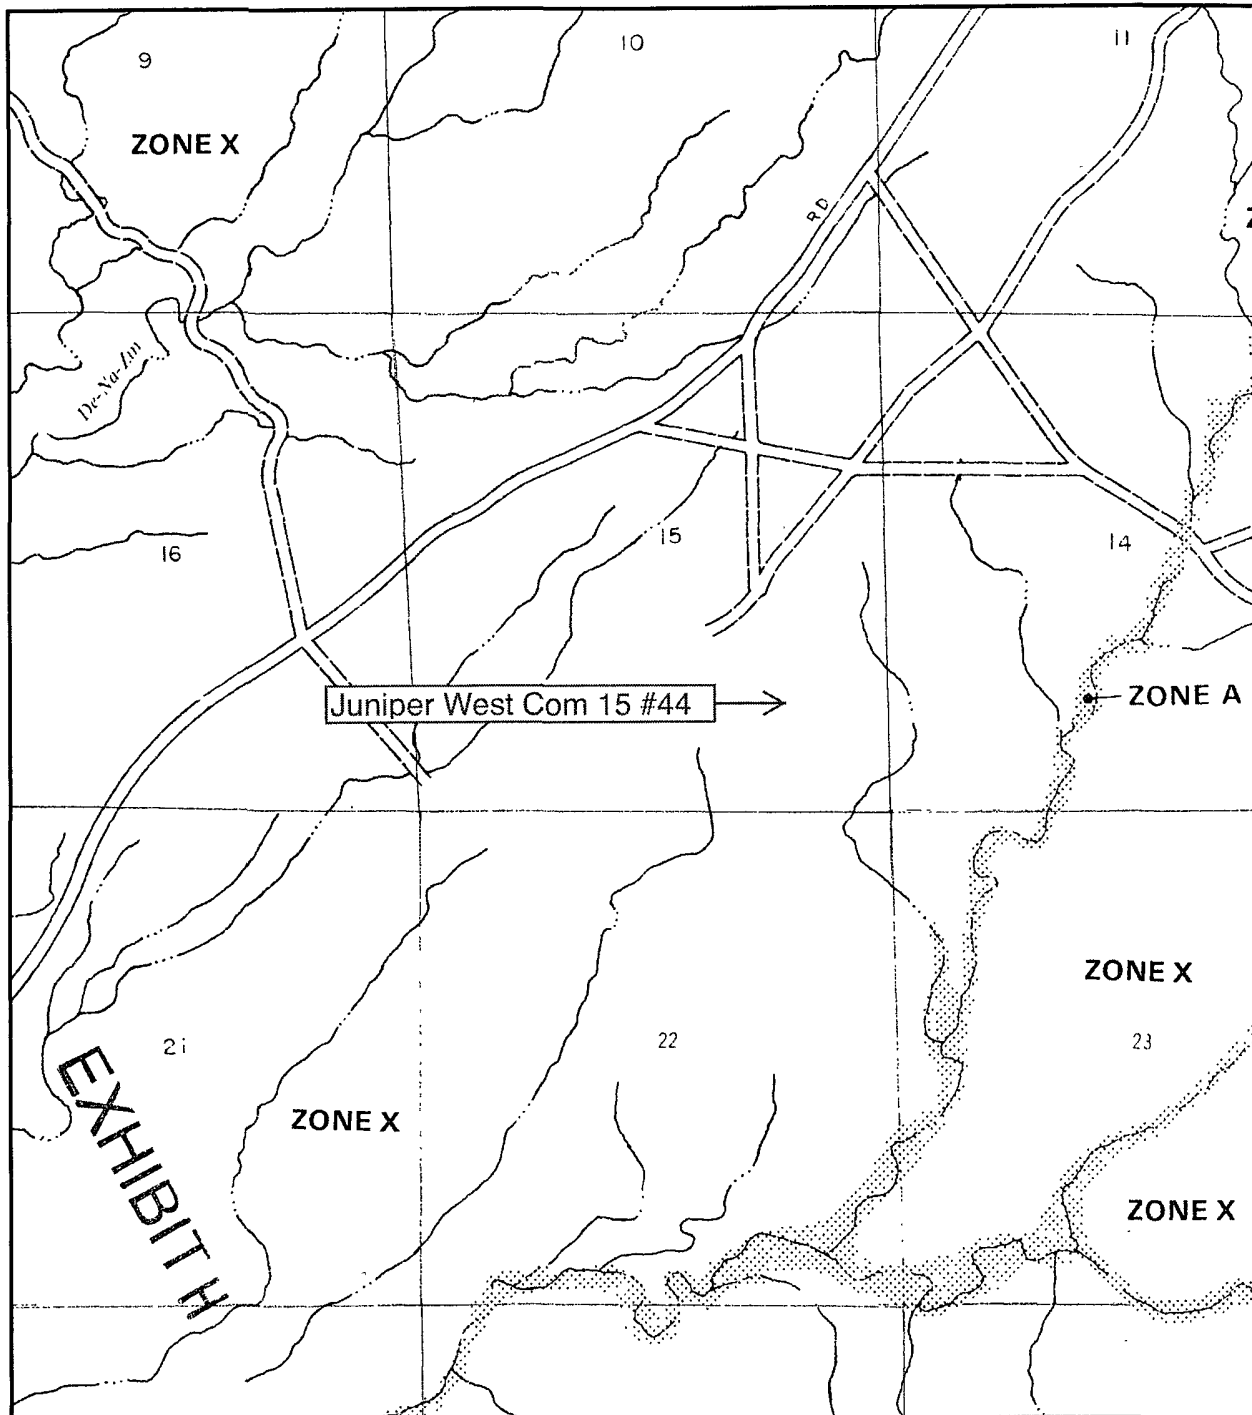 9
10
11
ZONE X
RD
De-Na-Zin
16
15
14
Juniper West Com 15 #44
ZONE A
ZONE X
21
22
23
EXHIBIT H
ZONE X
ZONE X